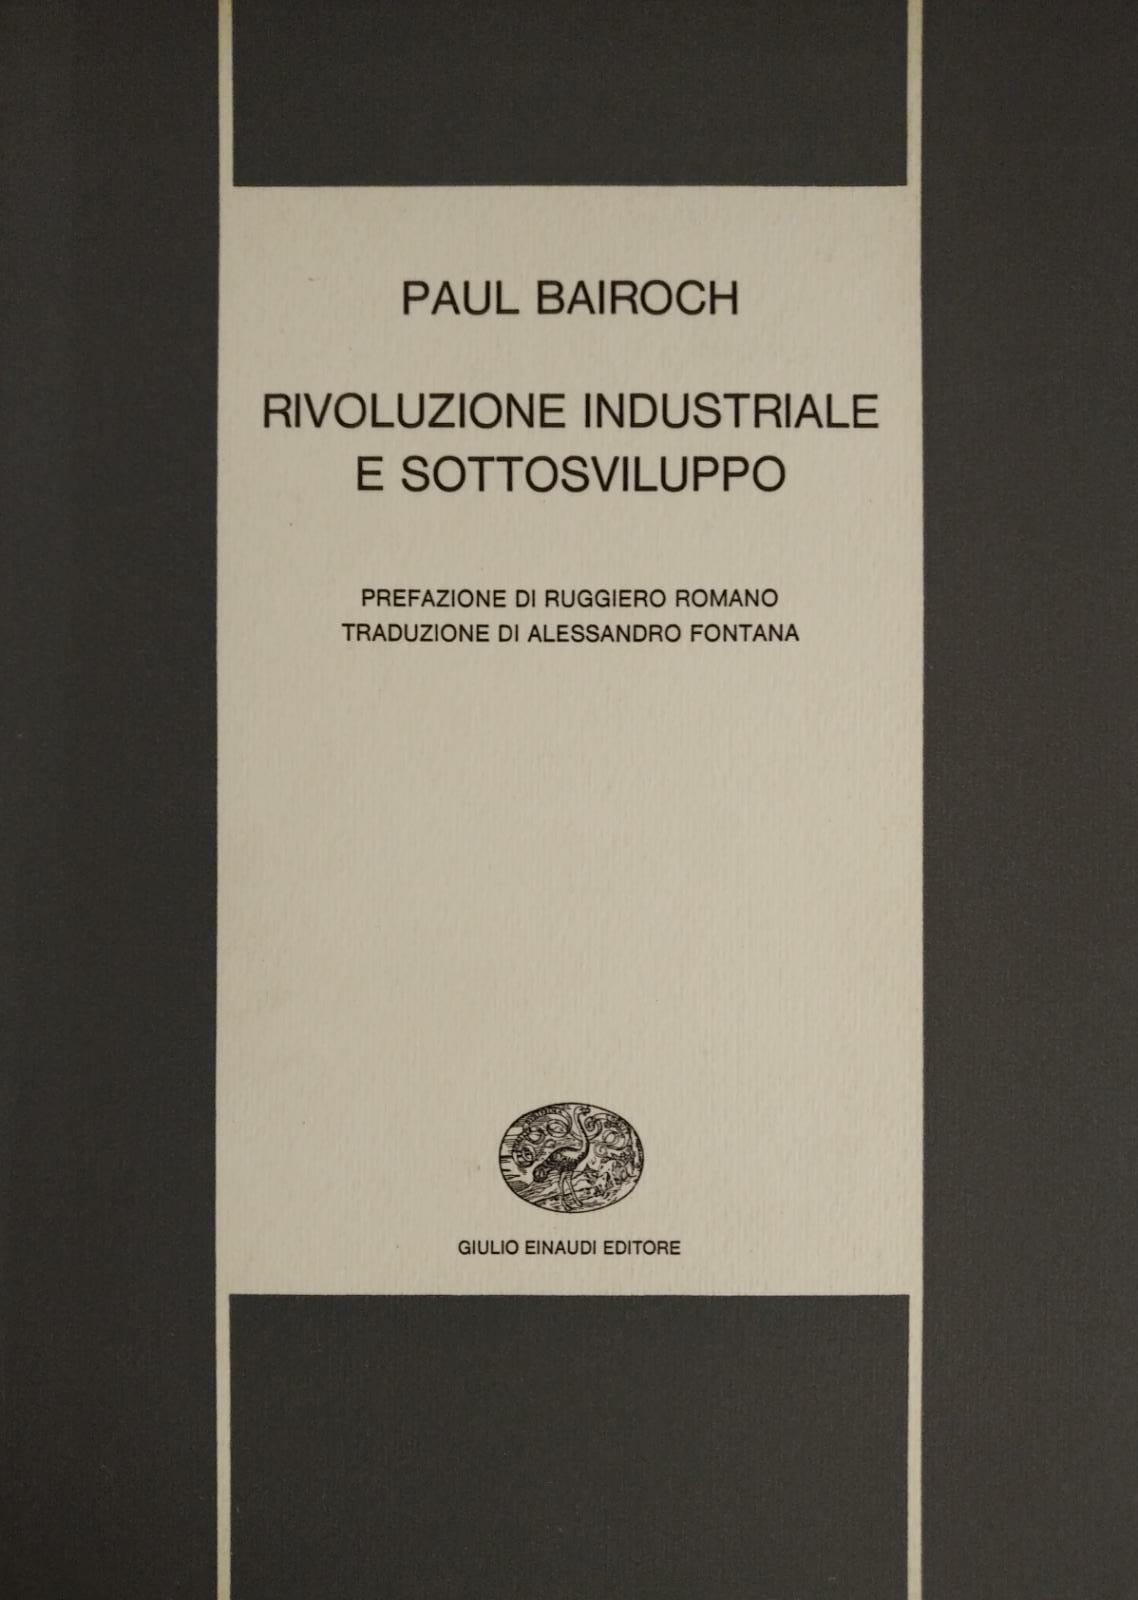 PAUL BAIROCH
RIVOLUZIONE INDUSTRIALE
E SOTTOSVILUPPO
PREFAZIONE DI RUGGIERO ROMANO
TRADUZIONE DI ALESSANDRO FONTANA
GIULIO EINAUDI EDITORE